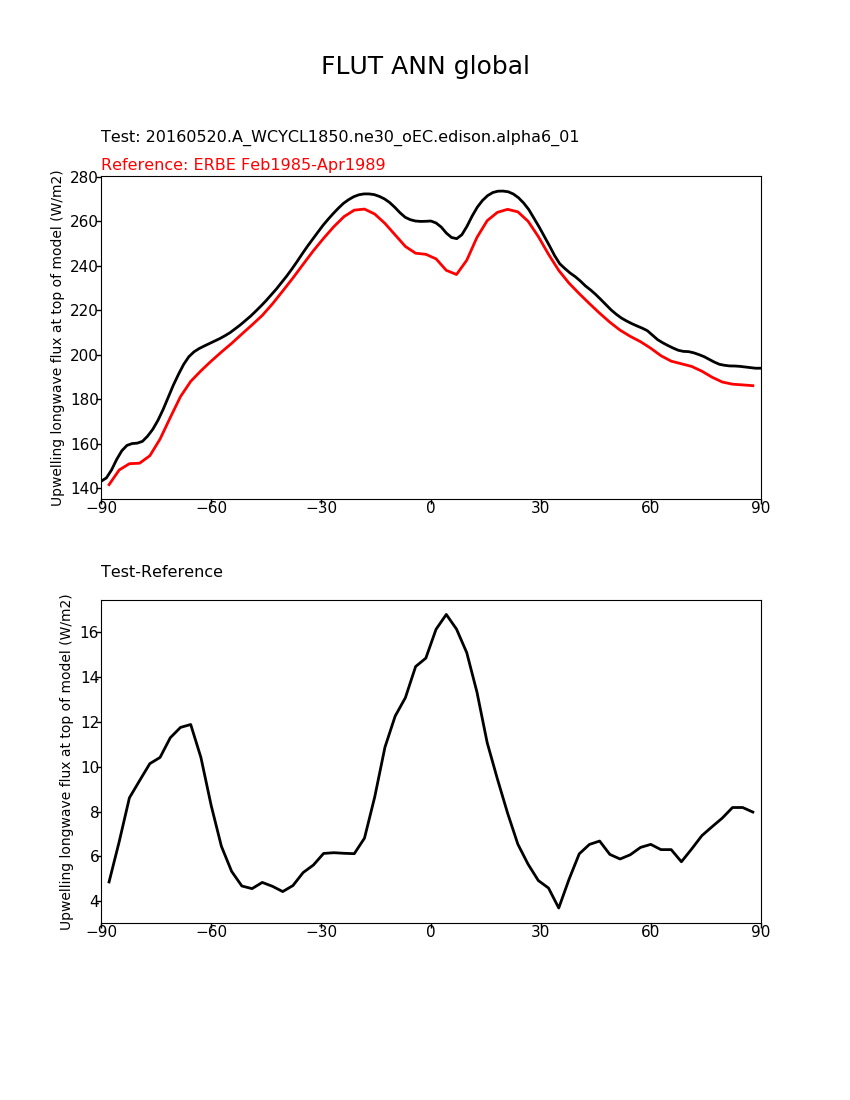 FLUT ANN global
Test: 20160520.A_WCYCL1850.ne30_oEC.edison.alpha6_01
Reference: ERBE Feb1985-Apr1989
Upwelling longwave flux at top of model (W/m2)
280
260
240
220
200
180
160
140
−90 −60 −30 0 30 60 90
Test-Reference
Upwelling longwave flux at top of model (W/m2)
16
14
12
10
8
6
4
−90 −60 −30 0 30 60 90